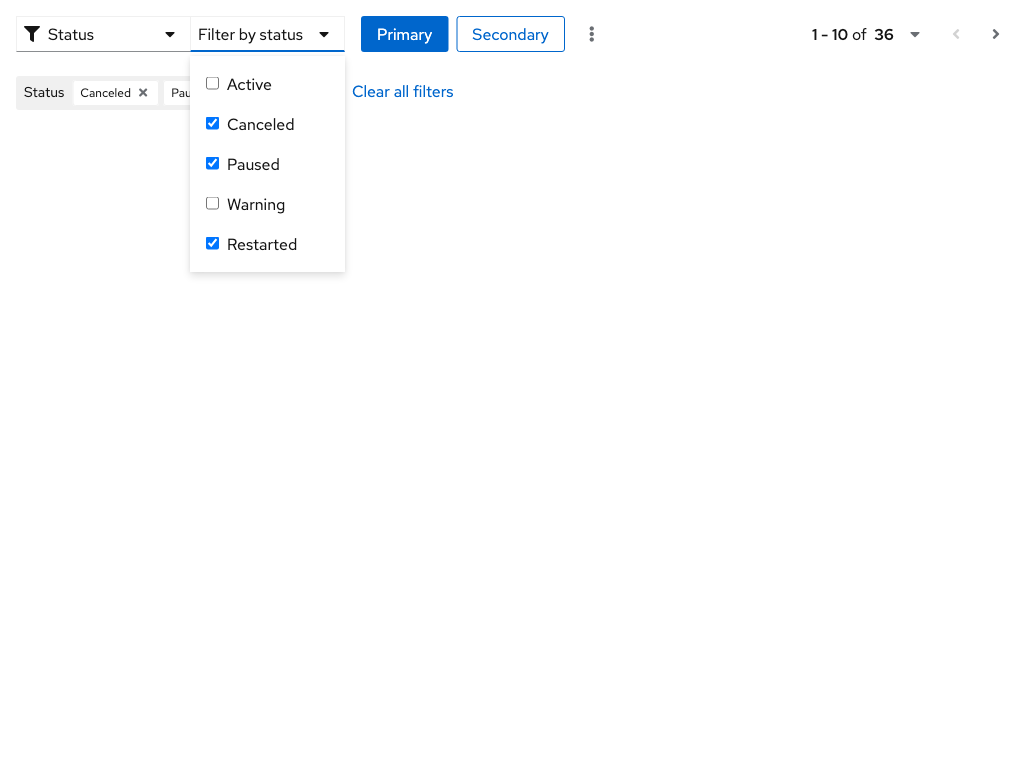 Status Filter by status Primary Secondary 1 - 10 of 36
Status Canceled Pau Clear all filters
Active
Canceled
Paused
Warning
Restarted